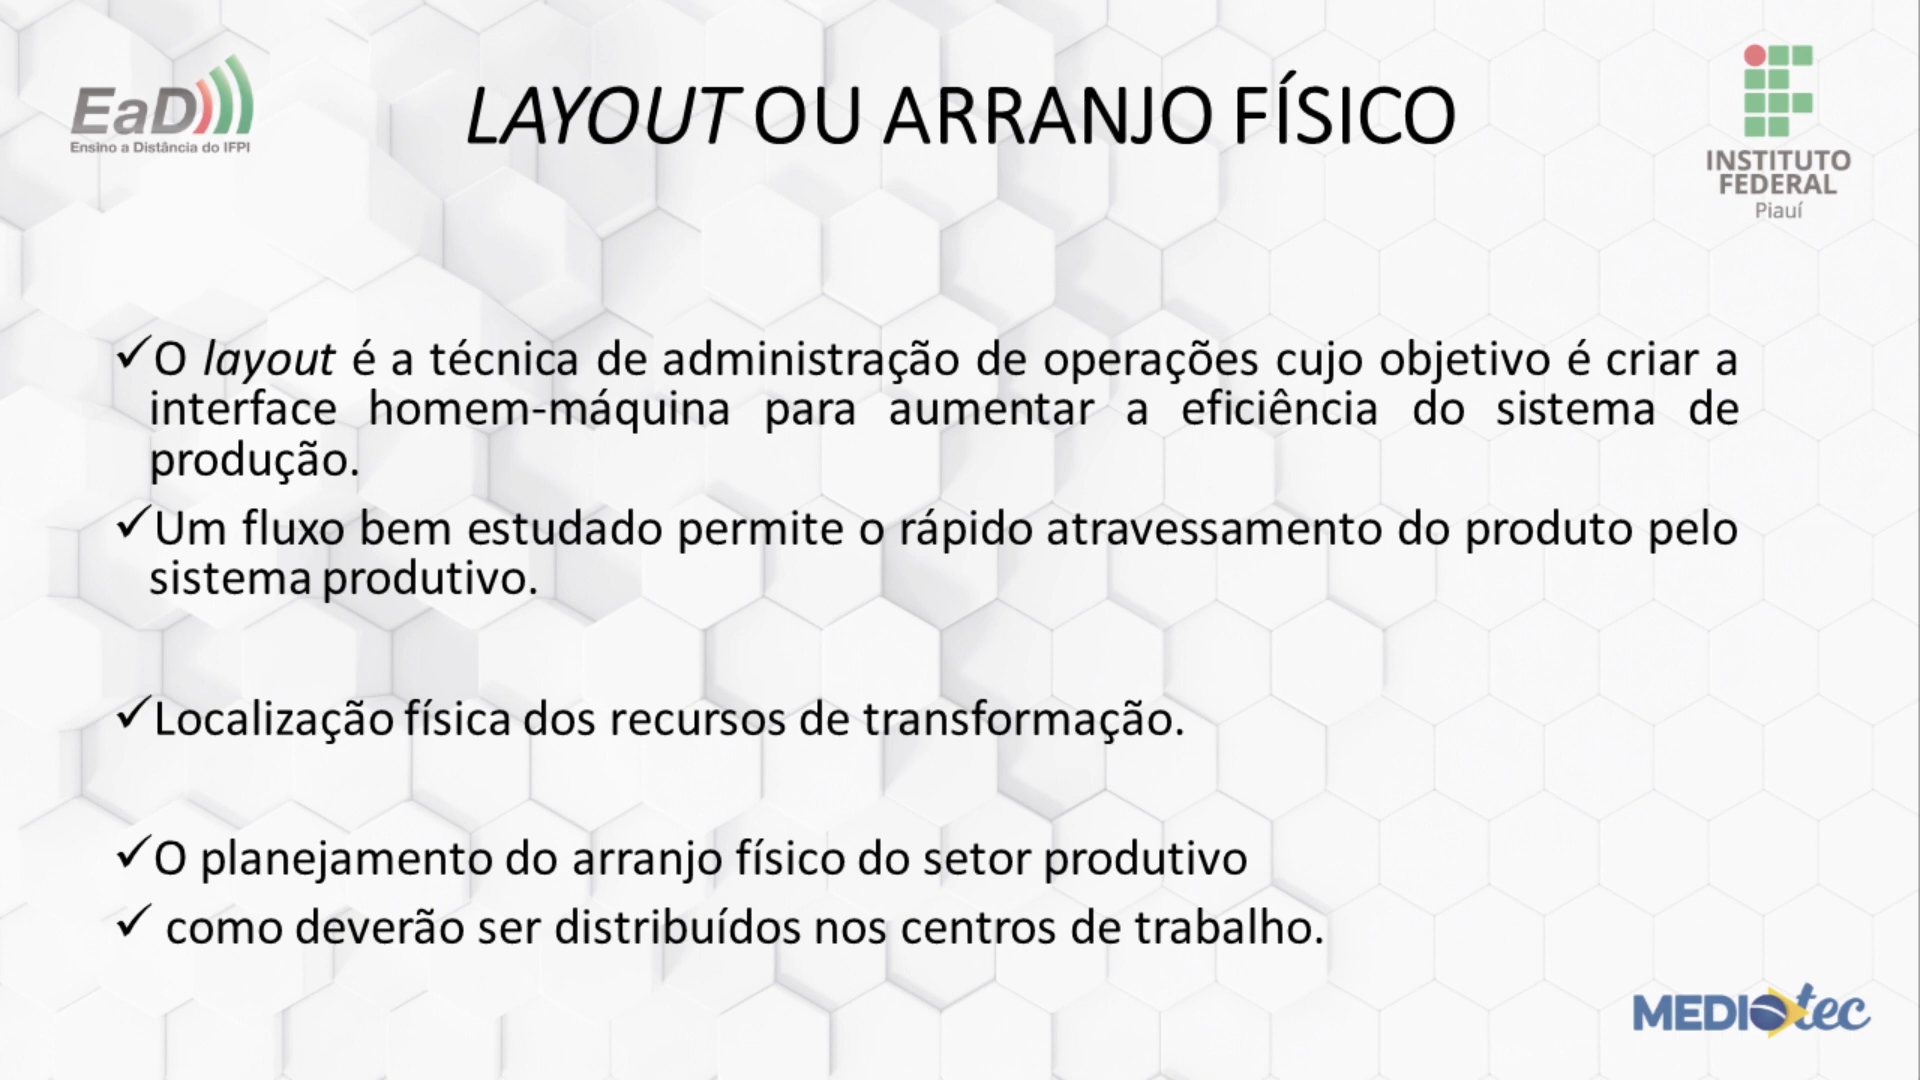 EaD
Ensino a Distância do IFPI
LAYOUT OU ARRANJO FÍSICO
INSTITUTO
FEDERAL
Piauí
✓O layout é a técnica de administração de operações cujo objetivo é criar a
interface homem-máquina para aumentar a eficiência do sistema de
produção.
✓Um fluxo bem estudado permite o rápido atravessamento do produto pelo
sistema produtivo.
✓Localização física dos recursos de transformação.
✓O planejamento do arranjo físico do setor produtivo
✓ como deverão ser distribuídos nos centros de trabalho.
MEDIOtec